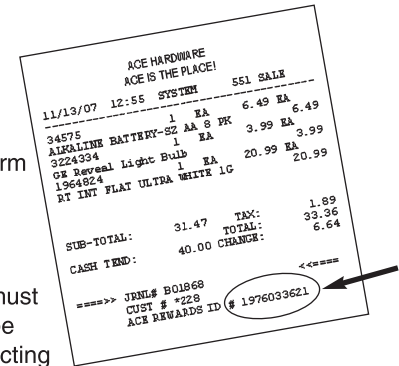 ACE HARDWARE
ACE IS THE PLACE!
11/13/07 12:55 SYSTEM 551 SALE
34575 1 EA 6.49 EA
ALKALINE BATTERY-SZ AA 8 PK 6.49
3224334 1 EA 3.99 EA
GE Reveal Light Bulb 3.99
1964824 1 EA 20.99 EA
RT INT FLAT ULTRA WHITE 1G 20.99
SUB-TOTAL: 31.47 TAX: 1.89
TOTAL: 33.36
CASH TEND: 40.00 CHANGE: 6.64
<<====
====>> JRNL# B01868
CUST # *228
ACE REWARDS ID # 1976033621
rm
must
e
cting